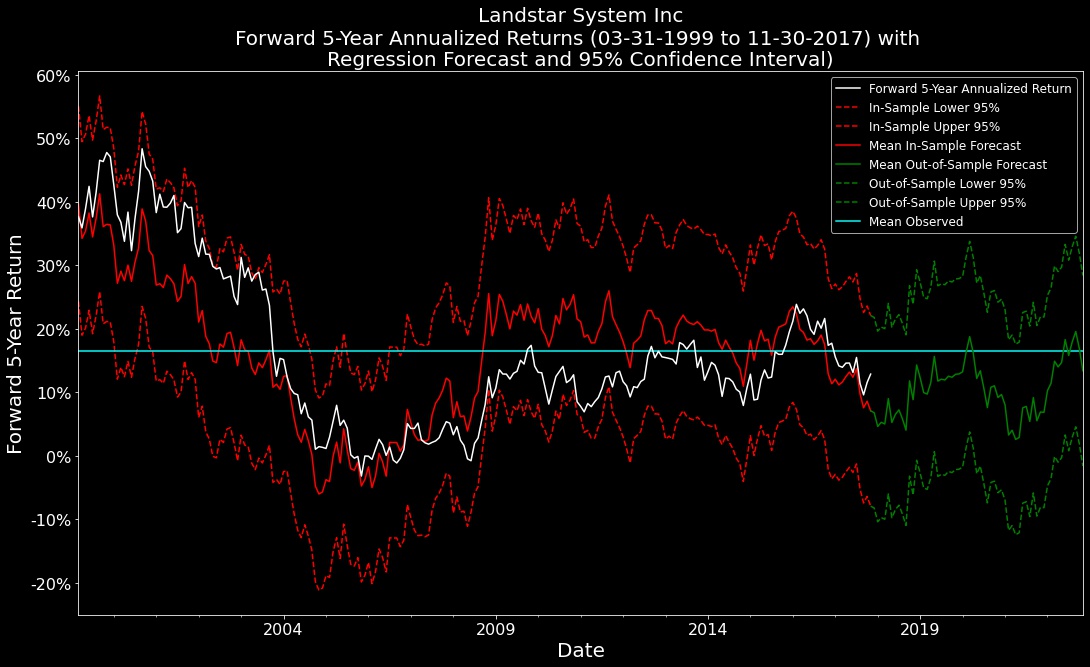 Landstar System Inc
Forward 5-Year Annualized Returns (03-31-1999 to 11-30-2017) with
Regression Forecast and 95% Confidence Interval)
60%
50%
40%
30%
20%
10%
0%
-10%
-20%
Forward 5-Year Return
Forward 5-Year Annualized Return
In-Sample Lower 95%
In-Sample Upper 95%
Mean In-Sample Forecast
Mean Out-of-Sample Forecast
Out-of-Sample Lower 95%
Out-of-Sample Upper 95%
Mean Observed
2004
2009
2014
2019
Date